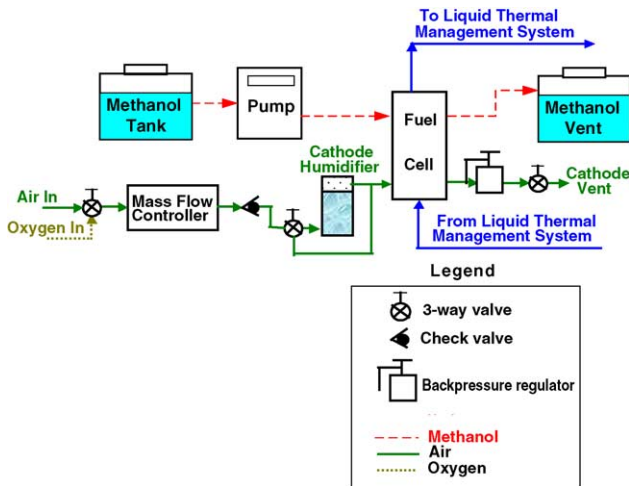 To Liquid Thermal
Management System
Methanol
Tank
Pump
Fuel
Cell
Methanol
Vent
Cathode
Humidifier
Air In
Oxygen In
Mass Flow
Controller
Cathode
Vent
From Liquid Thermal
Management System
Legend
3-way valve
Check valve
Backpressure regulator
Methanol
Air
Oxygen